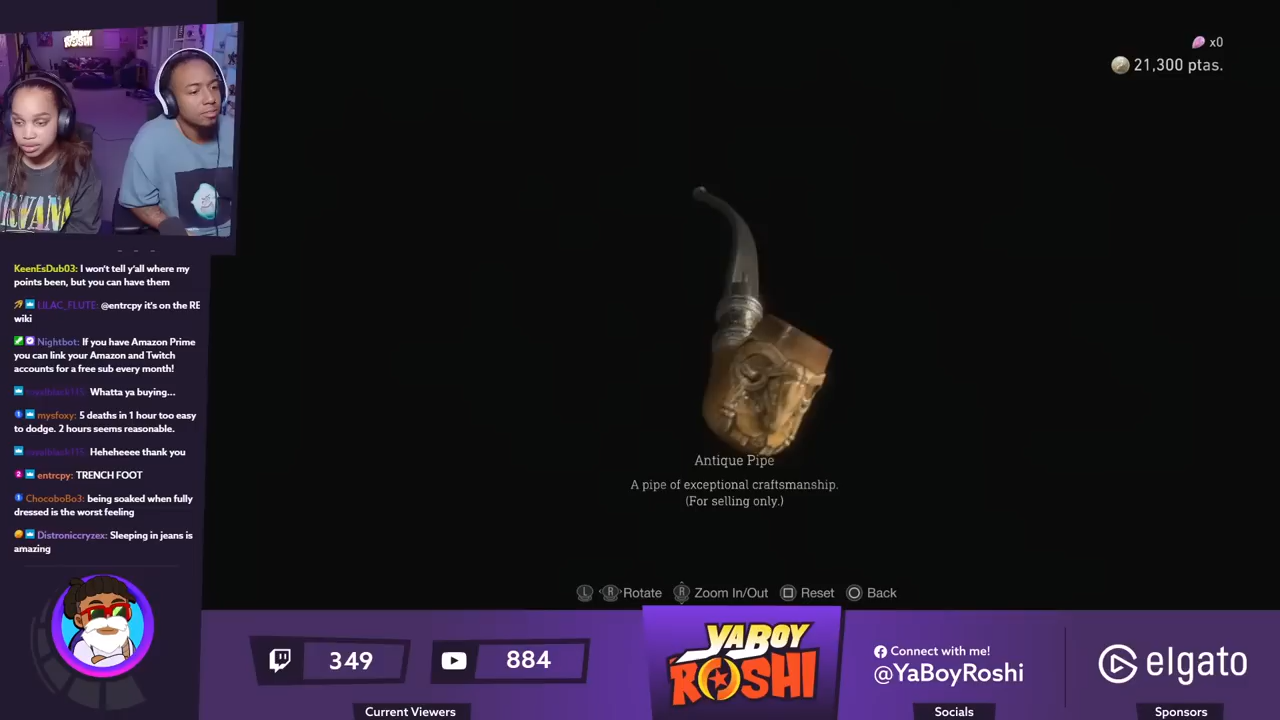 YABOY
ROSHI
NIRVANA
x0
21,300 ptas.
KeenEsDub03: I won't tell y'all where my
points been, but you can have them
LILAC_FLUTE: @entrcpy it's on the RE
wiki
Nightbot: If you have Amazon Prime
you can link your Amazon and Twitch
accounts for a free sub every month!
Whatta ya buying...
mysfoxy: 5 deaths in 1 hour too easy
to dodge. 2 hours seems reasonable.
Heheheeee thank you
entrcpy: TRENCH FOOT
ChocoboBo3: being soaked when fully
dressed is the worst feeling
Distroniccryzex: Sleeping in jeans is
amazing
Antique Pipe
A pipe of exceptional craftsmanship.
(For selling only.)
L R Rotate R Zoom In/Out Reset Back
349
884
Current Viewers
YABOY
ROSHI
Connect with me!
@YaBoyRoshi
Socials
elgato
Sponsors